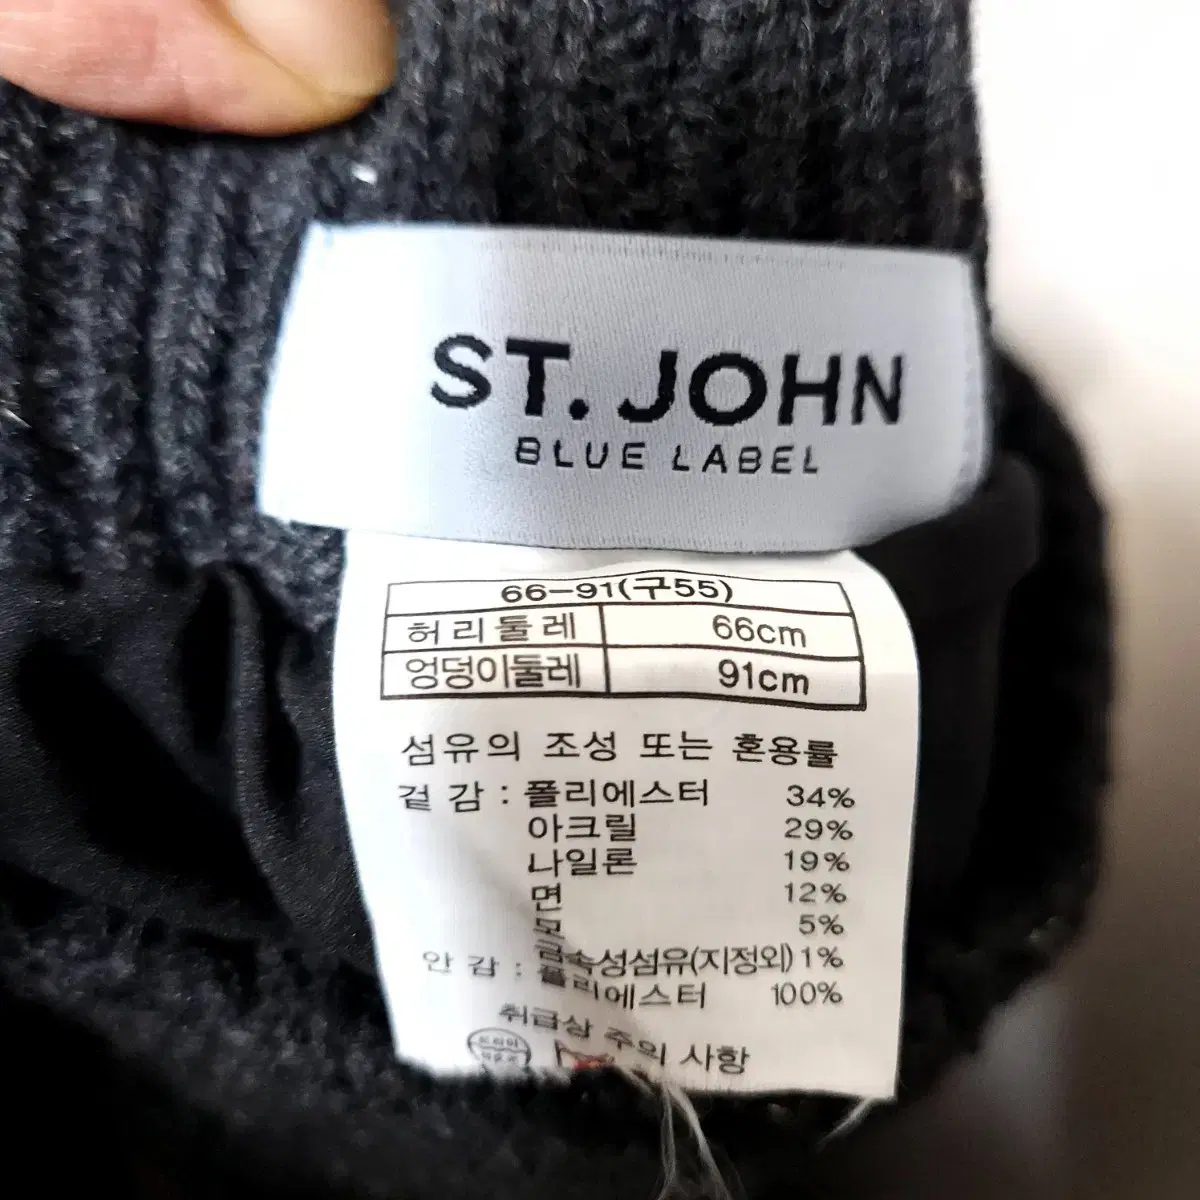 ST. JOHN
BLUE LABEL
66-91(구55)
허리둘레 66cm
엉덩이둘레 91cm
섬유의 조성 또는 혼용률
겉감 : 폴리에스터 34%
아크릴 29%
나일론 19%
면 12%
모 5%
금속성섬유(지정외) 1%
안감 : 폴리에스터 100%
취급상 주의 사항
드라이